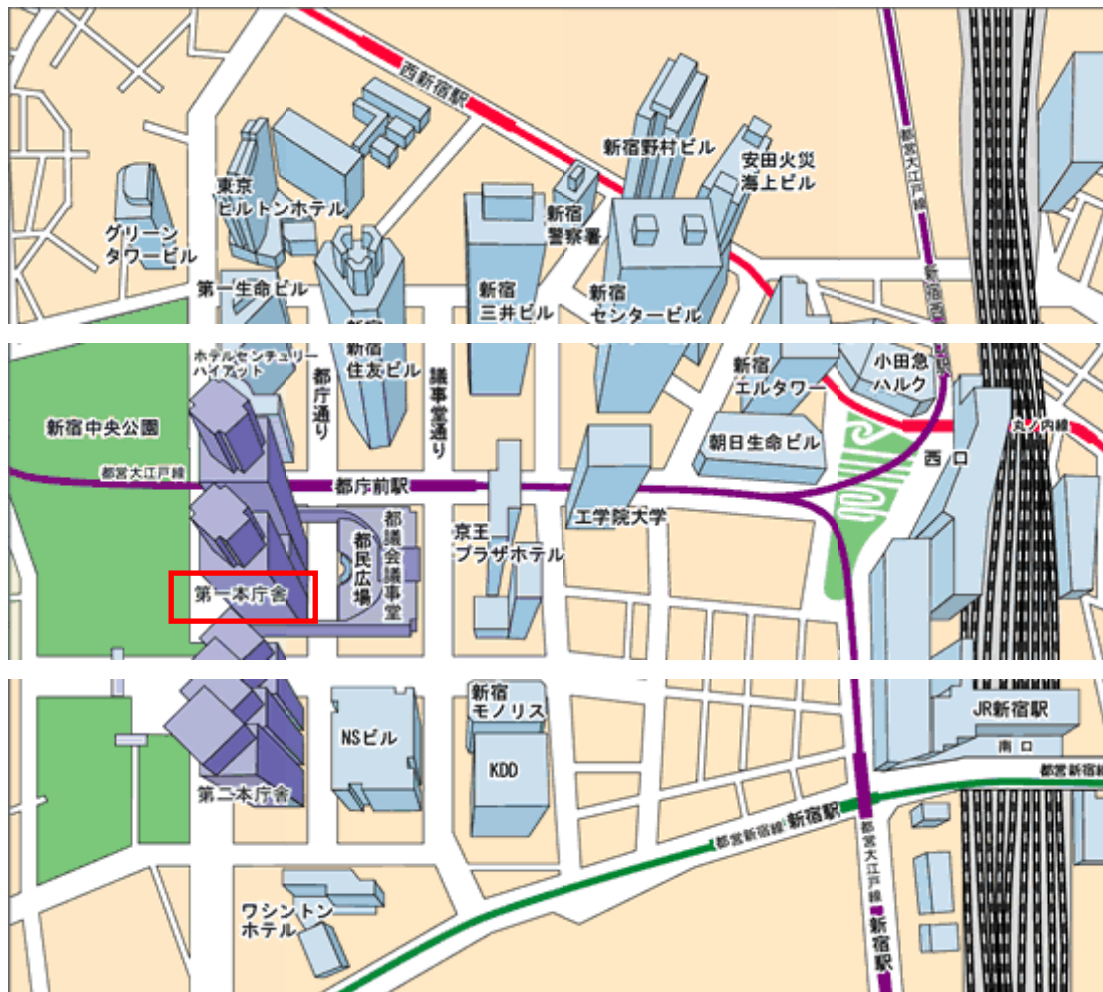 西新宿駅
都営大江戸線
新宿野村ビル
安田火災
海上ビル
東京
ヒルトンホテル
新宿
警察署
グリーン
タワービル
第一生命ビル
新宿
三井ビル
新宿
センタービル
新宿西
駅
ホテルセンチュリー
ハイアット
都庁通り
新宿
住友ビル
議事堂通り
新宿
エルタワー
小田急
ハルク
新宿中央公園
朝日生命ビル
西口
丸ノ内線
都営大江戸線
都庁前駅
京王
プラザホテル
工学院大学
都民広場
都議会議事堂
第一本庁舎
新宿
モノリス
JR新宿駅
南口
NSビル
KDD
都営新宿線
第二本庁舎
都営新宿線
新宿駅
都営大江戸線
ワシントン
ホテル
新宿駅